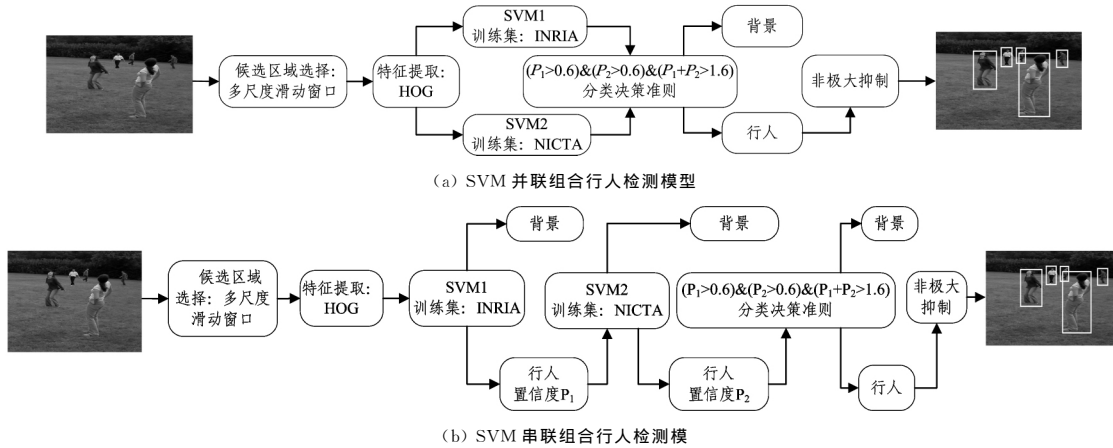 SVM1
训练集：INRIA
背景
候选区域选择：
多尺度滑动窗口
特征提取：
HOG
(P₁>0.6)&(P₂>0.6)&(P₁+P₂>1.6)
分类决策准则
非极大抑制
SVM2
训练集：NICTA
行人
(a) SVM 并联组合行人检测模型
背景
背景
背景
候选区域
选择：多尺度
滑动窗口
特征提取：
HOG
SVM1
训练集：INRIA
SVM2
训练集：NICTA
(P₁>0.6)&(P₂>0.6)&(P₁+P₂>1.6)
分类决策准则
非极大
抑制
行人
置信度P₁
行人
置信度P₂
行人
(b) SVM 串联组合行人检测模